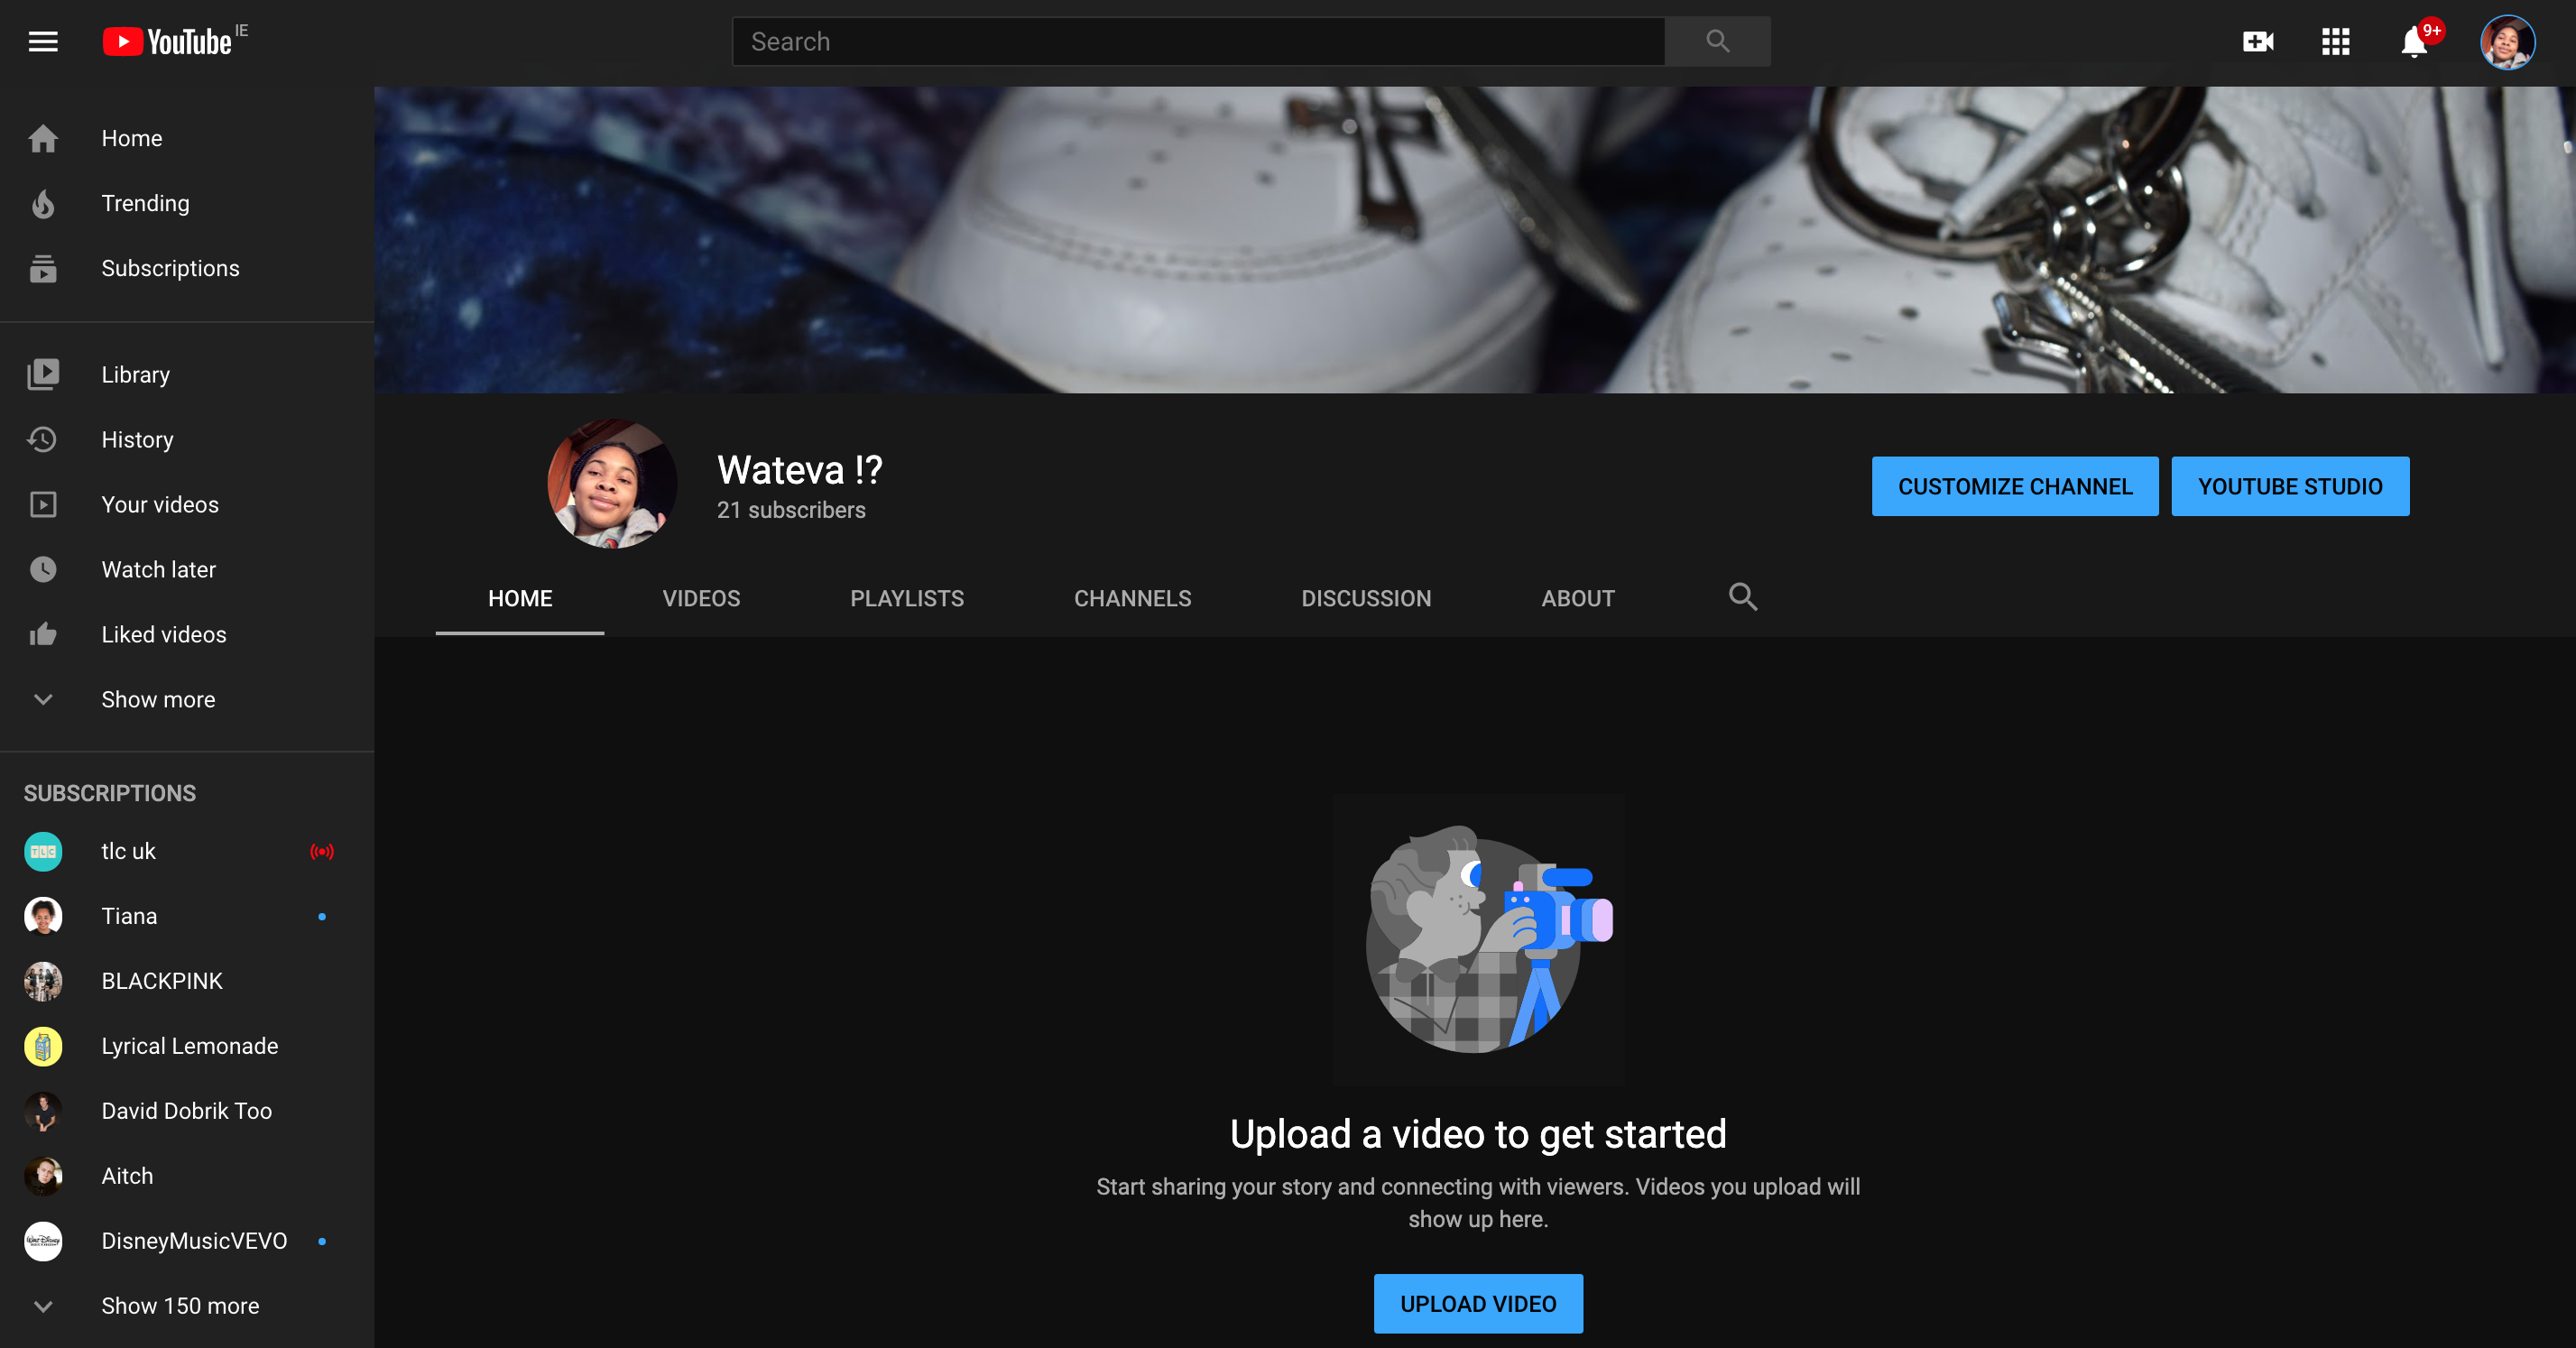 YouTube IE
Search
9+
Home
Trending
Subscriptions
Library
History
Your videos
Watch later
Liked videos
Show more
SUBSCRIPTIONS
TLC
tlc uk
Tiana
BLACKPINK
Lyrical Lemonade
David Dobrik Too
Aitch
DisneyMusicVEVO
Show 150 more
Wateva !?
21 subscribers
CUSTOMIZE CHANNEL
YOUTUBE STUDIO
HOME
VIDEOS
PLAYLISTS
CHANNELS
DISCUSSION
ABOUT
Upload a video to get started
Start sharing your story and connecting with viewers. Videos you upload will
show up here.
UPLOAD VIDEO